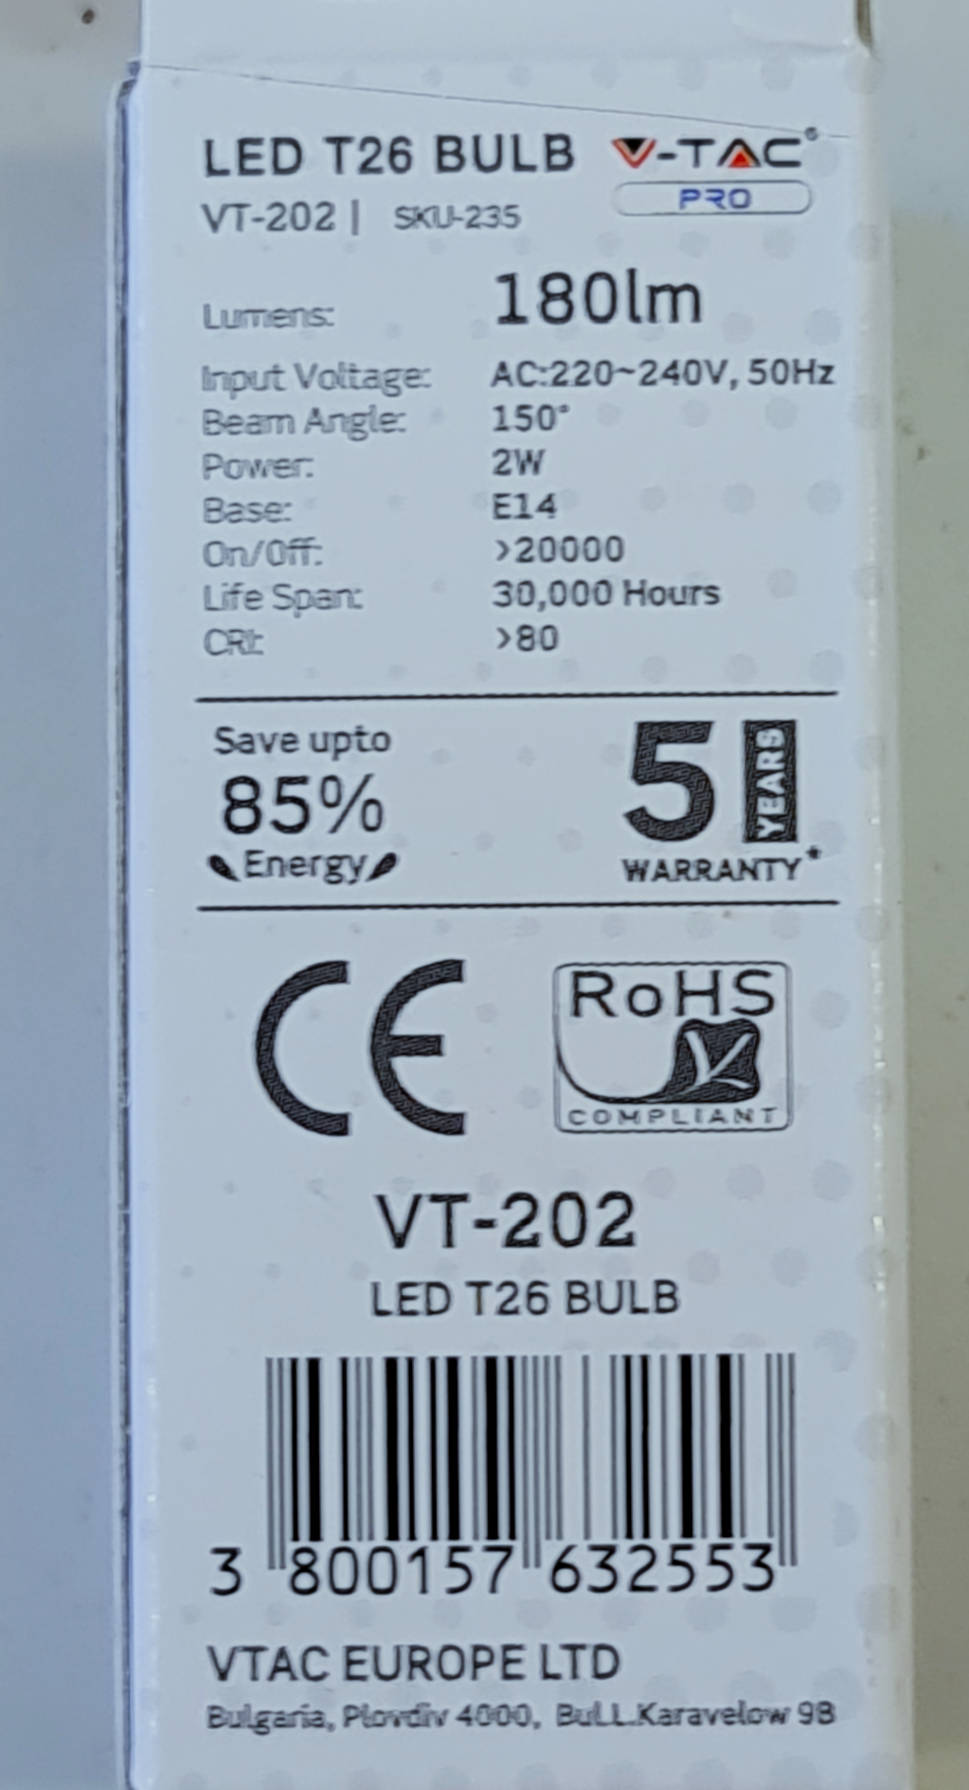 LED T26 BULB V-TAC®
PRO
VT-202 | SKU-235
Lumens: 180lm
Input Voltage: AC:220~240V, 50Hz
Beam Angle: 150°
Power: 2W
Base: E14
On/Off: >20000
Life Span: 30,000 Hours
CRI: >80
Save upto
85%
Energy
5 YEARS
WARRANTY*
CE
RoHS
COMPLIANT
VT-202
LED T26 BULB
3 800157 632553
VTAC EUROPE LTD
Bulgaria, Plovdiv 4000, Bul.L.Karavelow 9B